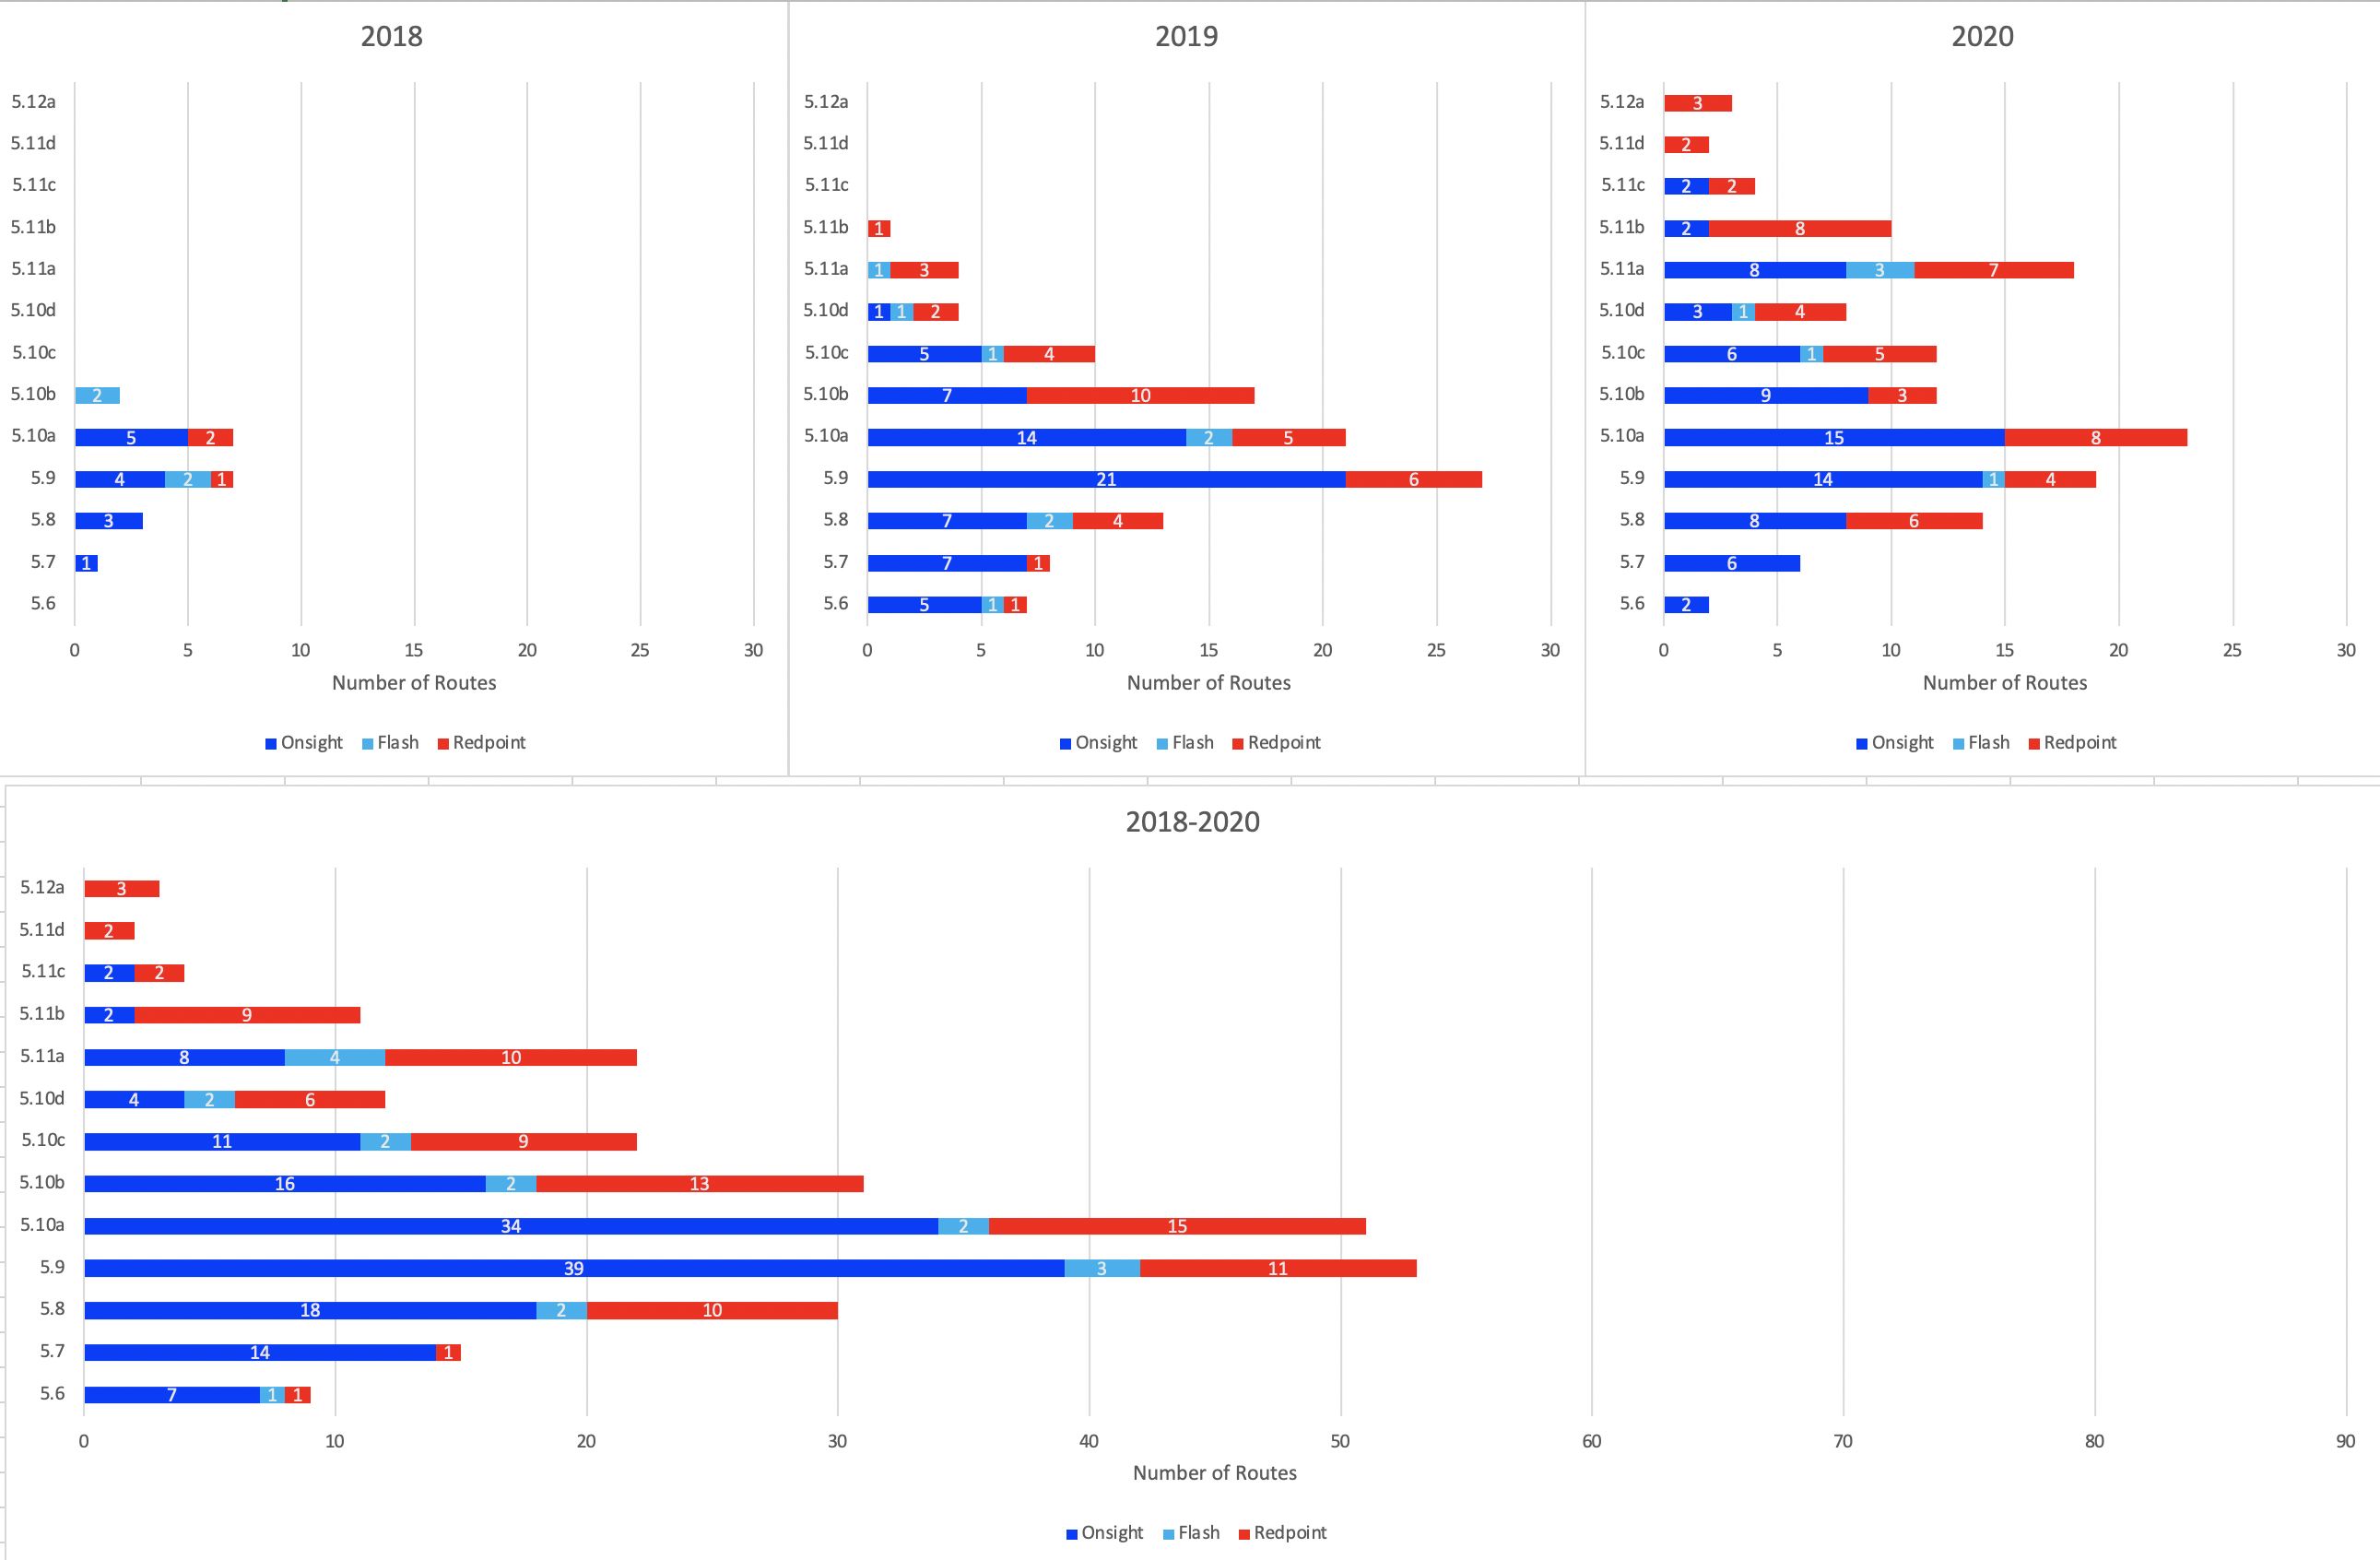 2018
5.12a
5.11d
5.11c
5.11b
5.11a
5.10d
5.10c
5.10b 2
5.10a 5 2
5.9 4 2 1
5.8 3
5.7 1
5.6
0 5 10 15 20 25 30
Number of Routes
Onsight Flash Redpoint
2019
5.12a
5.11d
5.11c
5.11b 1
5.11a 1 3
5.10d 1 1 2
5.10c 5 1 4
5.10b 7 10
5.10a 14 2 5
5.9 21 6
5.8 7 2 4
5.7 7 1
5.6 5 1 1
0 5 10 15 20 25 30
Number of Routes
Onsight Flash Redpoint
2020
5.12a 3
5.11d 2
5.11c 2 2
5.11b 2 8
5.11a 8 3 7
5.10d 3 1 4
5.10c 6 1 5
5.10b 9 3
5.10a 15 8
5.9 14 1 4
5.8 8 6
5.7 6
5.6 2
0 5 10 15 20 25 30
Number of Routes
Onsight Flash Redpoint
2018-2020
5.12a 3
5.11d 2
5.11c 2 2
5.11b 2 9
5.11a 8 4 10
5.10d 4 2 6
5.10c 11 2 9
5.10b 16 2 13
5.10a 34 2 15
5.9 39 3 11
5.8 18 2 10
5.7 14 1
5.6 7 1 1
0 10 20 30 40 50 60 70 80 90
Number of Routes
Onsight Flash Redpoint